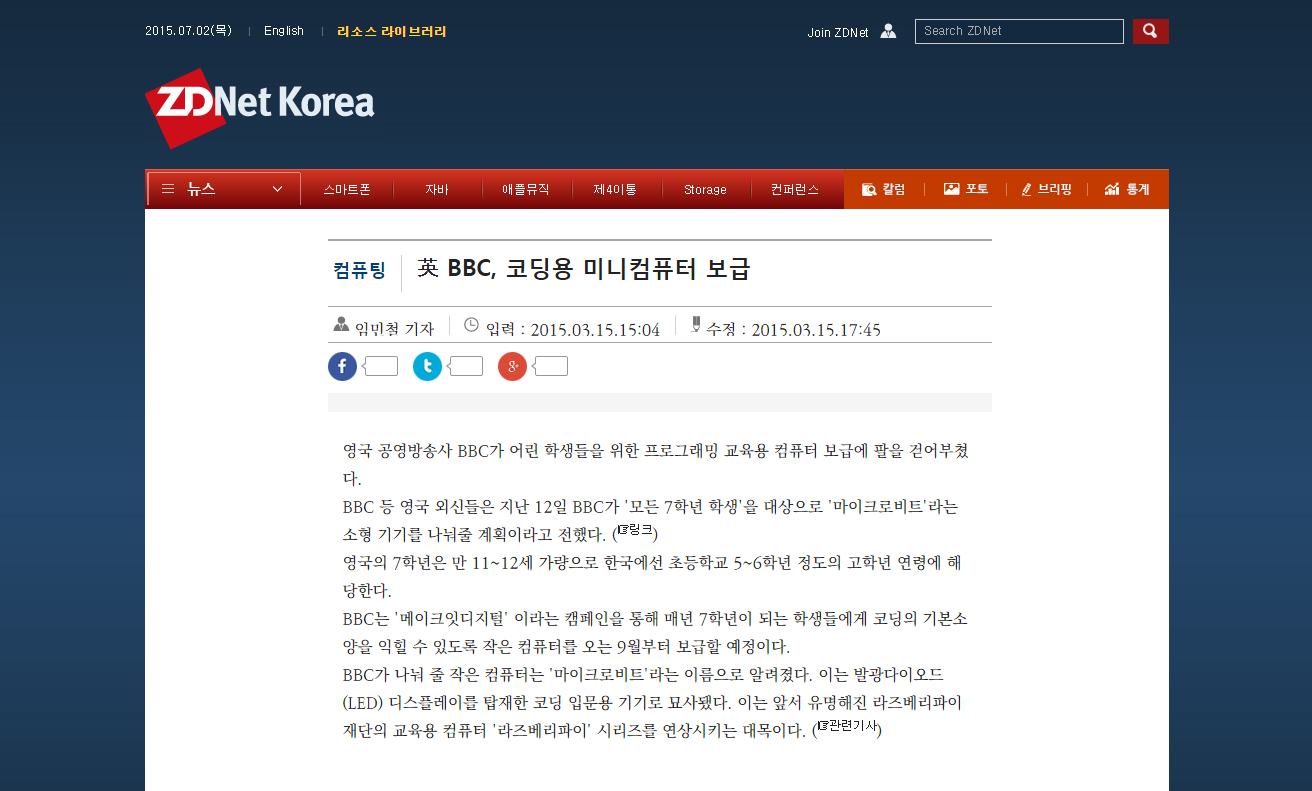 2015.07.02(목) English 리소스 라이브러리 Join ZDNet Search ZDNet
ZDNet Korea
뉴스 스마트폰 자바 애플뮤직 제4이통 Storage 컨퍼런스 칼럼 포토 브리핑 통계
컴퓨팅 英 BBC, 코딩용 미니컴퓨터 보급
임민철 기자 입력 : 2015.03.15.15:04 수정 : 2015.03.15.17:45
영국 공영방송사 BBC가 어린 학생들을 위한 프로그래밍 교육용 컴퓨터 보급에 팔을 걷어부쳤
다.
BBC 등 영국 외신들은 지난 12일 BBC가 '모든 7학년 학생'을 대상으로 '마이크로비트'라는
소형 기기를 나눠줄 계획이라고 전했다. (☞링크)
영국의 7학년은 만 11~12세 가량으로 한국에선 초등학교 5~6학년 정도의 고학년 연령에 해
당한다.
BBC는 '메이크잇디지털' 이라는 캠페인을 통해 매년 7학년이 되는 학생들에게 코딩의 기본소
양을 익힐 수 있도록 작은 컴퓨터를 오는 9월부터 보급할 예정이다.
BBC가 나눠 줄 작은 컴퓨터는 '마이크로비트'라는 이름으로 알려졌다. 이는 발광다이오드
(LED) 디스플레이를 탑재한 코딩 입문용 기기로 묘사됐다. 이는 앞서 유명해진 라즈베리파이
재단의 교육용 컴퓨터 '라즈베리파이' 시리즈를 연상시키는 대목이다. (☞관련기사)